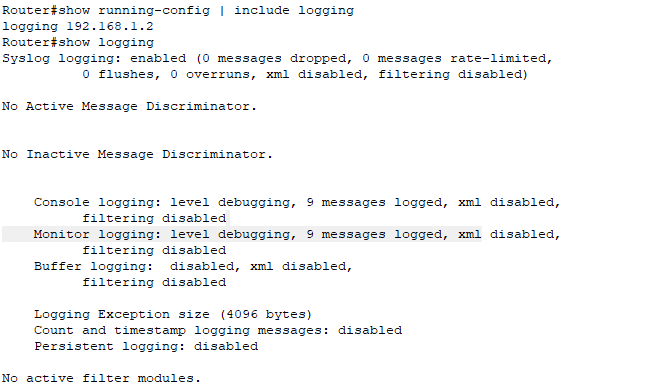 Router#show running-config | include logging
logging 192.168.1.2
Router#show logging
Syslog logging: enabled (0 messages dropped, 0 messages rate-limited,
          0 flushes, 0 overruns, xml disabled, filtering disabled)
No Active Message Discriminator.
No Inactive Message Discriminator.
    Console logging: level debugging, 9 messages logged, xml disabled,
          filtering disabled
    Monitor logging: level debugging, 9 messages logged, xml disabled,
          filtering disabled
    Buffer logging:  disabled, xml disabled,
          filtering disabled
    Logging Exception size (4096 bytes)
    Count and timestamp logging messages: disabled
    Persistent logging: disabled
No active filter modules.